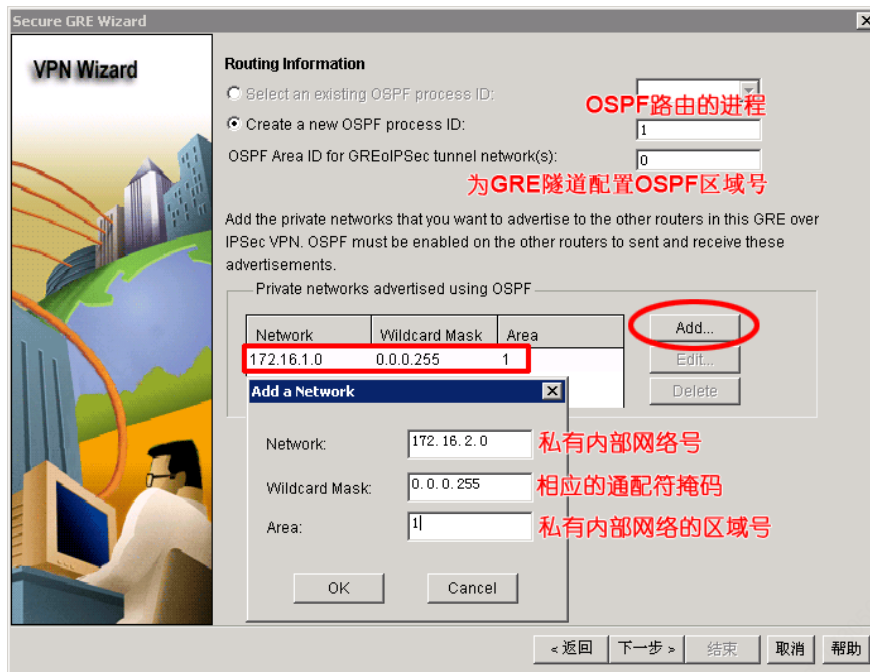 Secure GRE Wizard
VPN Wizard
Routing Information
Select an existing OSPF process ID:
OSPF路由的进程
Create a new OSPF process ID:
1
OSPF Area ID for GREoIPSec tunnel network(s):
0
为GRE隧道配置OSPF区域号
Add the private networks that you want to advertise to the other routers in this GRE over
IPSec VPN. OSPF must be enabled on the other routers to sent and receive these
advertisements.
Private networks advertised using OSPF
Network Wildcard Mask Area
172.16.1.0 0.0.0.255 1
Add...
Edit...
Delete
Add a Network
Network: 172.16.2.0 私有内部网络号
Wildcard Mask: 0.0.0.255 相应的通配符掩码
Area: 1 私有内部网络的区域号
OK Cancel
< 返回 下一步 > 结束 取消 帮助